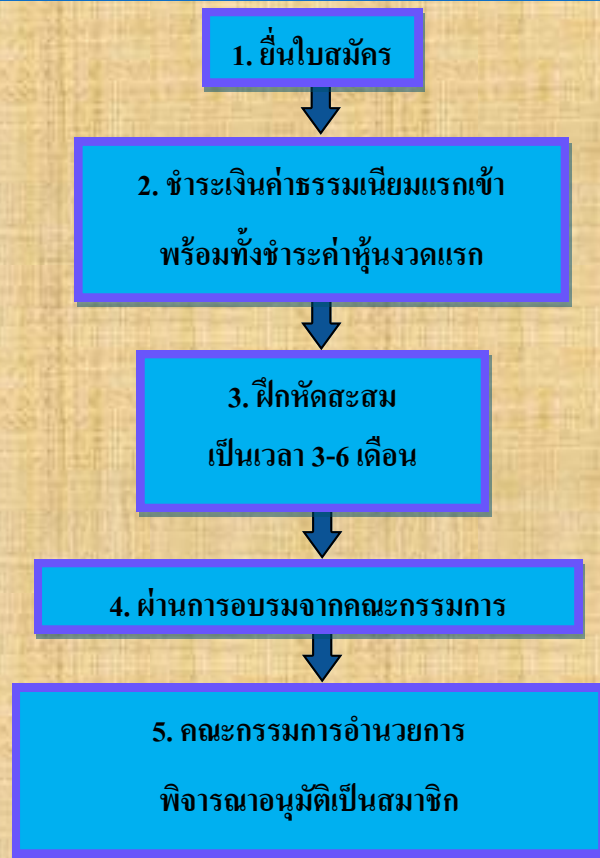 1. ยื่นใบสมัคร
2. ชำระเงินค่าธรรมเนียมแรกเข้า
พร้อมทั้งชำระค่าหุ้นงวดแรก
3. ฝึกหัดสะสม
เป็นเวลา 3-6 เดือน
4. ผ่านการอบรมจากคณะกรรมการ
5. คณะกรรมการอำนวยการ
พิจารณาอนุมัติเป็นสมาชิก